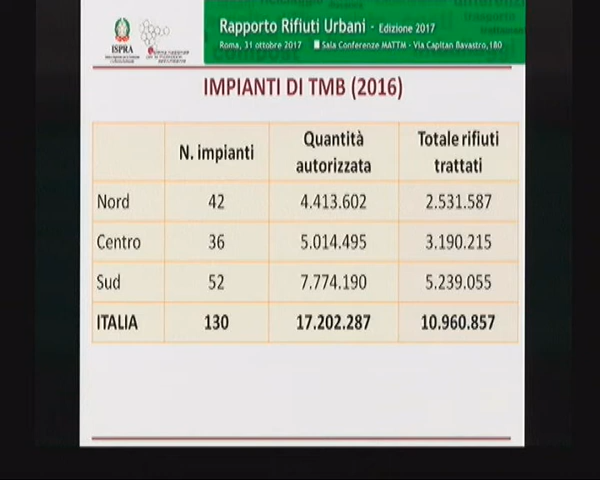 Rapporto Rifiuti Urbani - Edizione 2017
Roma, 31 ottobre 2017 Sala Conferenze MATTM - Via Capitan Bavastro,180
ISPRA
IMPIANTI DI TMB (2016)
N. impianti Quantità autorizzata Totale rifiuti trattati
Nord 42 4.413.602 2.531.587
Centro 36 5.014.495 3.190.215
Sud 52 7.774.190 5.239.055
ITALIA 130 17.202.287 10.960.857